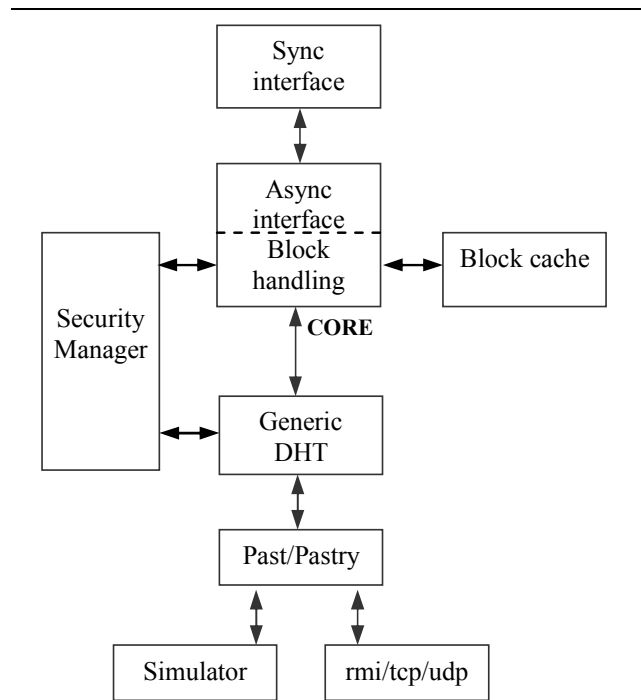 Sync
interface
Async
interface
Block
handling
Block cache
Security
Manager
CORE
Generic
DHT
Past/Pastry
Simulator
rmi/tcp/udp